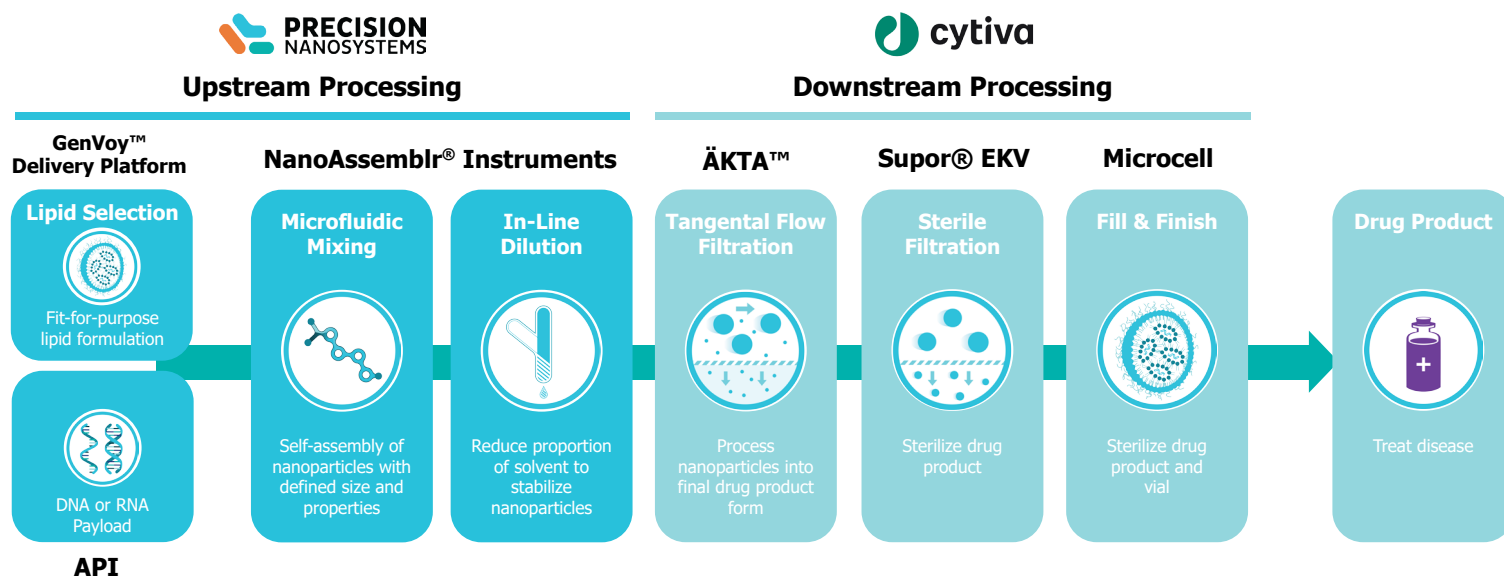 PRECISION
NANOSYSTEMS
cytiva
Upstream Processing
Downstream Processing
GenVoy™
Delivery Platform
NanoAssemblr® Instruments
ÄKTA™
Supor® EKV
Microcell
Lipid Selection
Fit-for-purpose
lipid formulation
DNA or RNA
Payload
API
Microfluidic
Mixing
Self-assembly of
nanoparticles with
defined size and
properties
In-Line
Dilution
Reduce proportion
of solvent to
stabilize
nanoparticles
Tangental Flow
Filtration
Process
nanoparticles into
final drug product
form
Sterile
Filtration
Sterilize drug
product
Fill & Finish
Sterilize drug
product and
vial
Drug Product
Treat disease